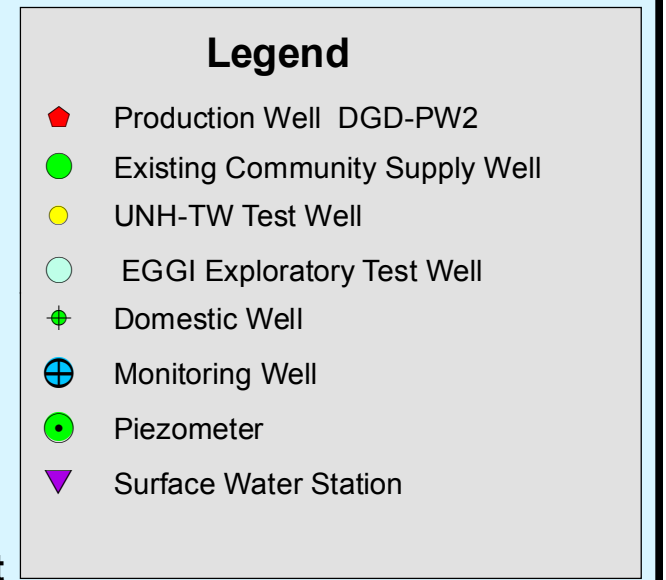 Legend
Production Well DGD-PW2
Existing Community Supply Well
UNH-TW Test Well
EGGI Exploratory Test Well
Domestic Well
Monitoring Well
Piezometer
Surface Water Station
t